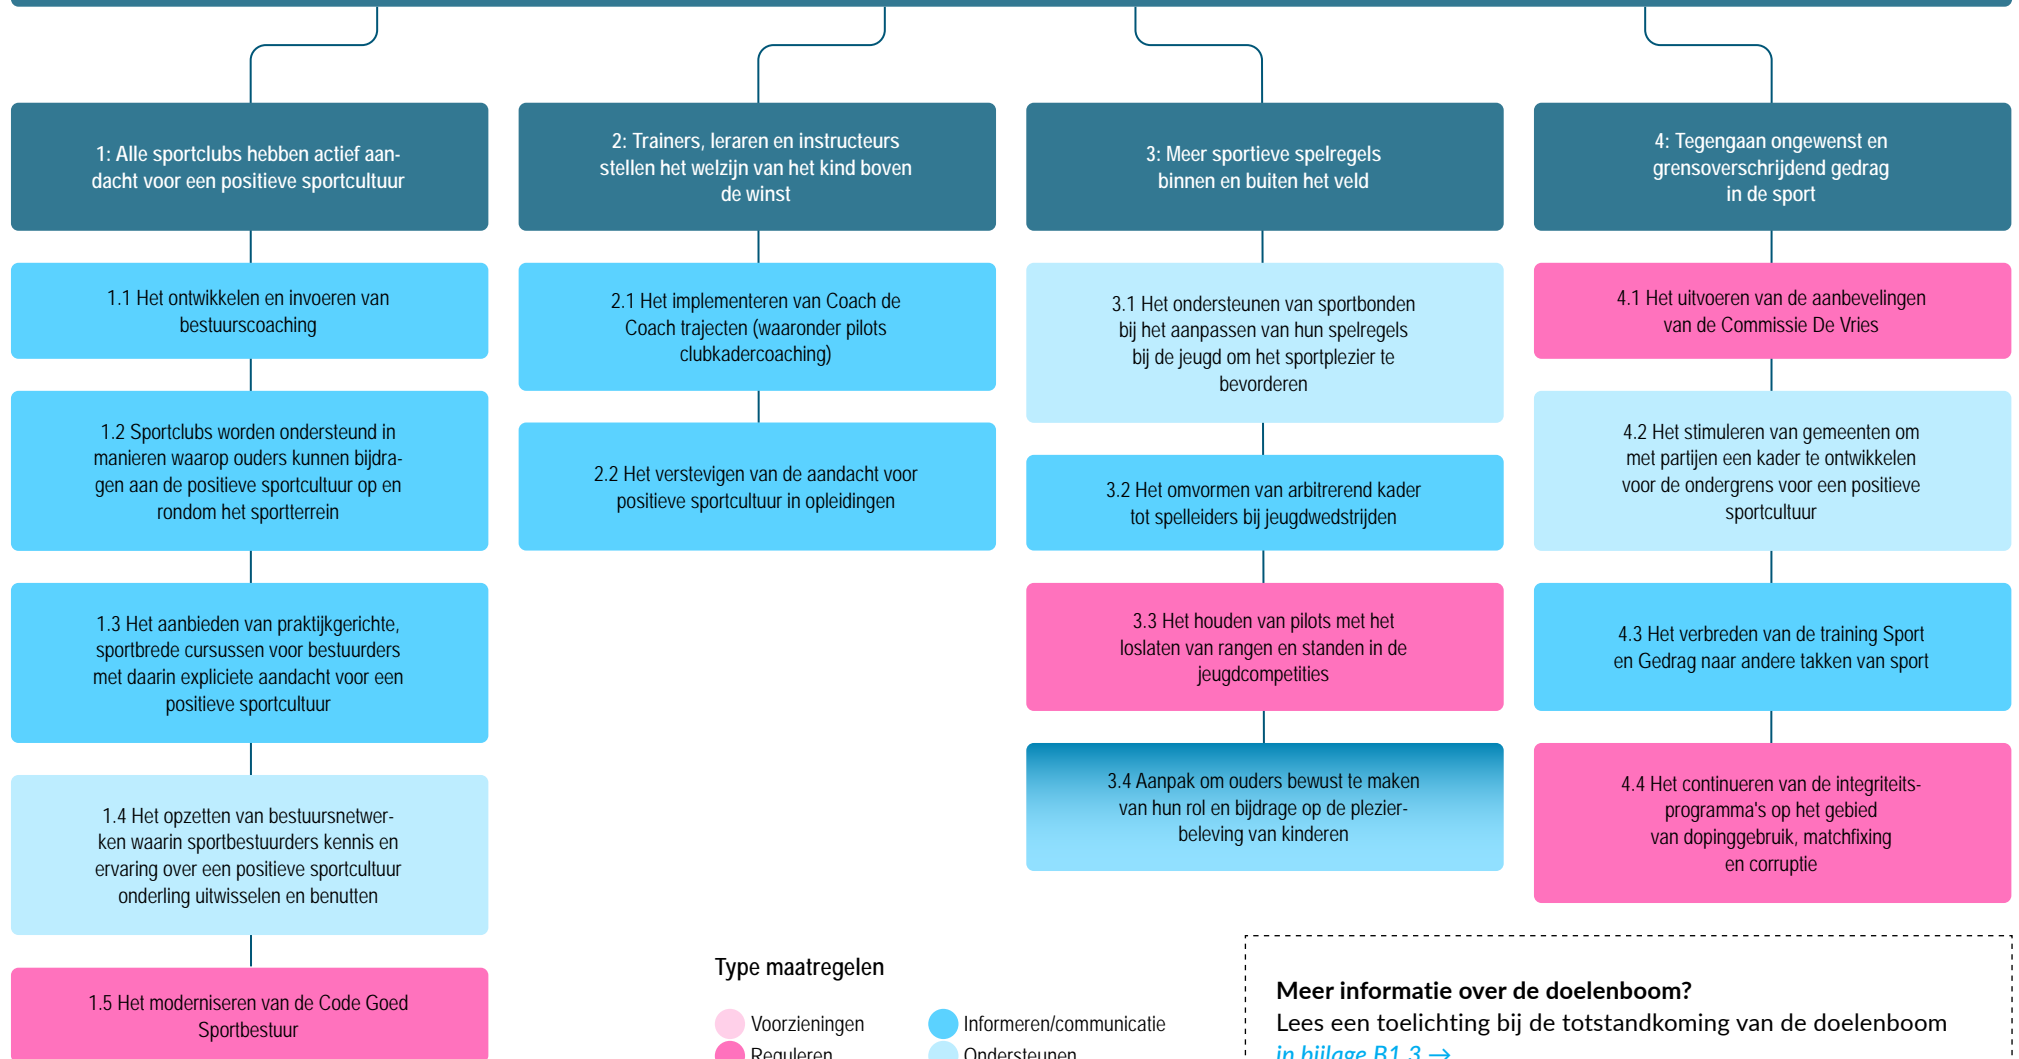 1: Alle sportclubs hebben actief aan-
dacht voor een positieve sportcultuur
1.1 Het ontwikkelen en invoeren van
bestuurscoaching
1.2 Sportclubs worden ondersteund in
manieren waarop ouders kunnen bijdra-
gen aan de positieve sportcultuur op en
rondom het sportterrein
1.3 Het aanbieden van praktijkgerichte,
sportbrede cursussen voor bestuurders
met daarin expliciete aandacht voor een
positieve sportcultuur
1.4 Het opzetten van bestuursnetwer-
ken waarin sportbestuurders kennis en
ervaring over een positieve sportcultuur
onderling uitwisselen en benutten
1.5 Het moderniseren van de Code Goed
Sportbestuur
2: Trainers, leraren en instructeurs
stellen het welzijn van het kind boven
de winst
2.1 Het implementeren van Coach de
Coach trajecten (waaronder pilots
clubkadercoaching)
2.2 Het verstevigen van de aandacht voor
positieve sportcultuur in opleidingen
3: Meer sportieve spelregels
binnen en buiten het veld
3.1 Het ondersteunen van sportbonden
bij het aanpassen van hun spelregels
bij de jeugd om het sportplezier te
bevorderen
3.2 Het omvormen van arbitrerend kader
tot spelleiders bij jeugdwedstrijden
3.3 Het houden van pilots met het
loslaten van rangen en standen in de
jeugdcompetities
3.4 Aanpak om ouders bewust te maken
van hun rol en bijdrage op de plezier-
beleving van kinderen
4: Tegengaan ongewenst en
grensoverschrijdend gedrag
in de sport
4.1 Het uitvoeren van de aanbevelingen
van de Commissie De Vries
4.2 Het stimuleren van gemeenten om
met partijen een kader te ontwikkelen
voor de ondergrens voor een positieve
sportcultuur
4.3 Het verbreden van de training Sport
en Gedrag naar andere takken van sport
4.4 Het continueren van de integriteits-
programma's op het gebied
van dopinggebruik, matchfixing
en corruptie
Type maatregelen
Voorzieningen
Reguleren
Informeren/communicatie
Ondersteunen
Meer informatie over de doelenboom?
Lees een toelichting bij de totstandkoming van de doelenboom
in bijlage B1.3 →